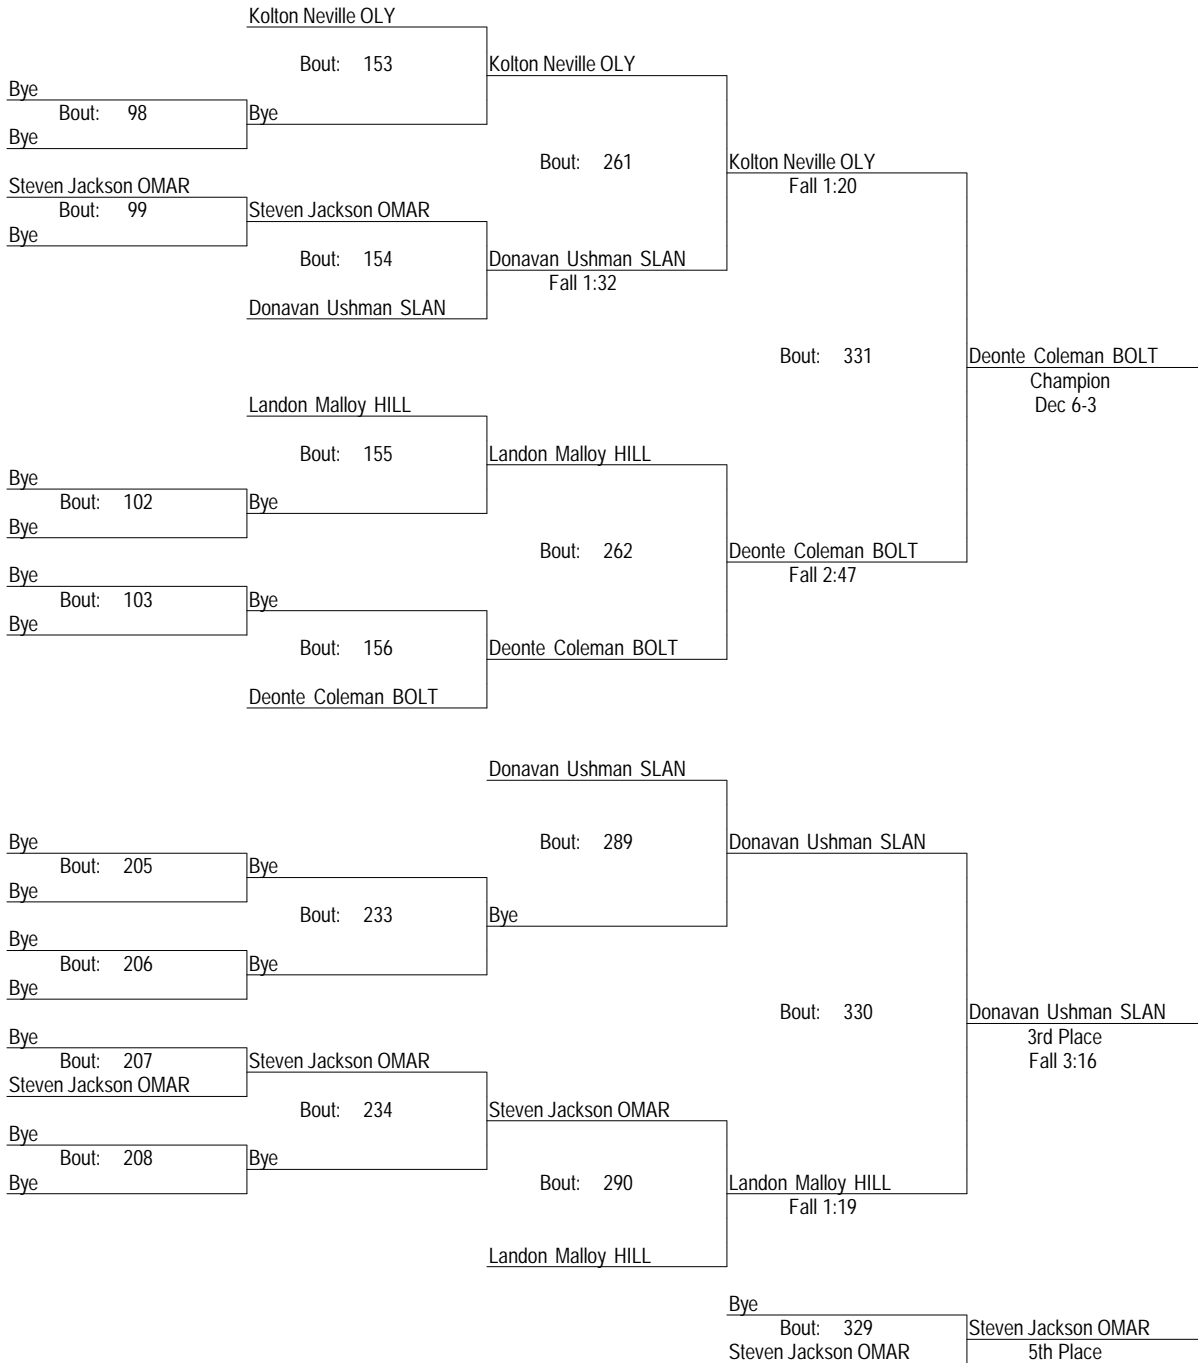 Kolton Neville OLY
Bout: 153
Kolton Neville OLY
Bye
Bout: 98
Bye
Bye
Bout: 261
Kolton Neville OLY
Fall 1:20
Steven Jackson OMAR
Bout: 99
Steven Jackson OMAR
Bye
Bout: 154
Donavan Ushman SLAN
Fall 1:32
Donavan Ushman SLAN
Bout: 331
Deonte Coleman BOLT
Champion
Dec 6-3
Landon Malloy HILL
Bout: 155
Landon Malloy HILL
Bye
Bout: 102
Bye
Bye
Bout: 262
Deonte Coleman BOLT
Fall 2:47
Bye
Bout: 103
Bye
Bye
Bout: 156
Deonte Coleman BOLT
Deonte Coleman BOLT
Donavan Ushman SLAN
Bye
Bout: 289
Donavan Ushman SLAN
Bout: 205
Bye
Bye
Bout: 233
Bye
Bye
Bout: 206
Bye
Bye
Bout: 330
Donavan Ushman SLAN
3rd Place
Fall 3:16
Bye
Bout: 207
Steven Jackson OMAR
Steven Jackson OMAR
Bout: 234
Steven Jackson OMAR
Bye
Bout: 208
Bye
Bye
Bout: 290
Landon Malloy HILL
Fall 1:19
Landon Malloy HILL
Bye
Bout: 329
Steven Jackson OMAR
Steven Jackson OMAR
5th Place